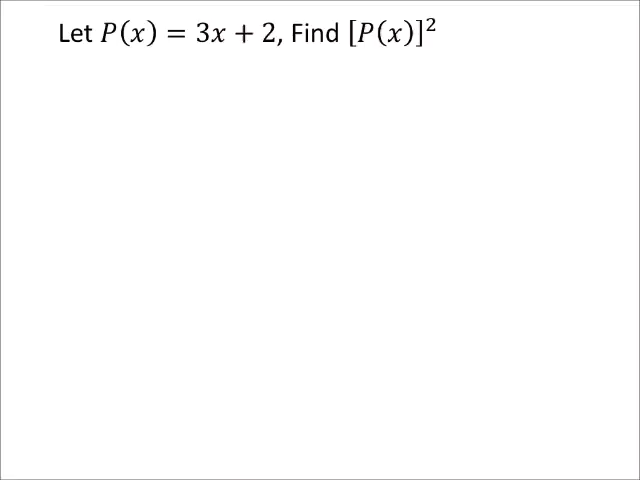 Let P(x) = 3x + 2, Find [P(x)]²